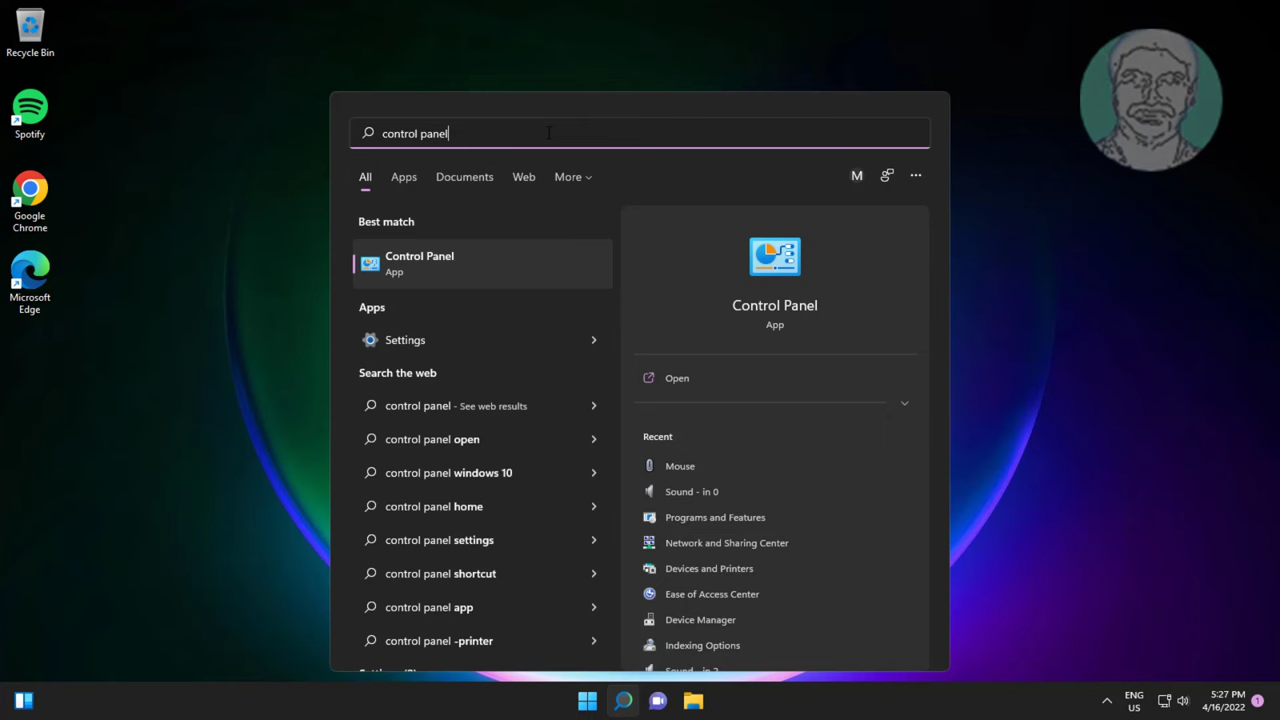 Recycle Bin
Spotify
Google
Chrome
Microsoft
Edge
control panel
All Apps Documents Web More
M
Best match
Control Panel
App
Apps
Settings
Search the web
control panel - See web results
control panel open
control panel windows 10
control panel home
control panel settings
control panel shortcut
control panel app
control panel -printer
Control Panel
App
Open
Recent
Mouse
Sound - in 0
Programs and Features
Network and Sharing Center
Devices and Printers
Ease of Access Center
Device Manager
Indexing Options
ENG
US
5:27 PM
4/16/2022
1